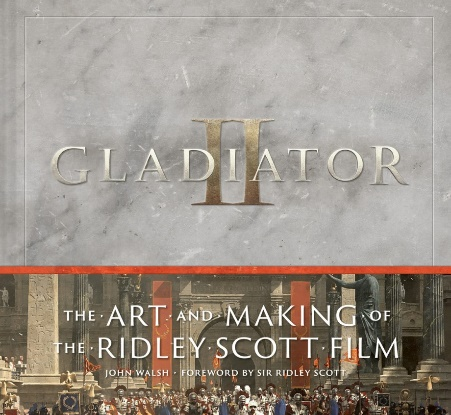 GLADIATOR
II
THE·ART·AND·MAKING·OF
THE·RIDLEY·SCOTT·FILM
JOHN WALSH · FOREWORD BY SIR RIDLEY SCOTT